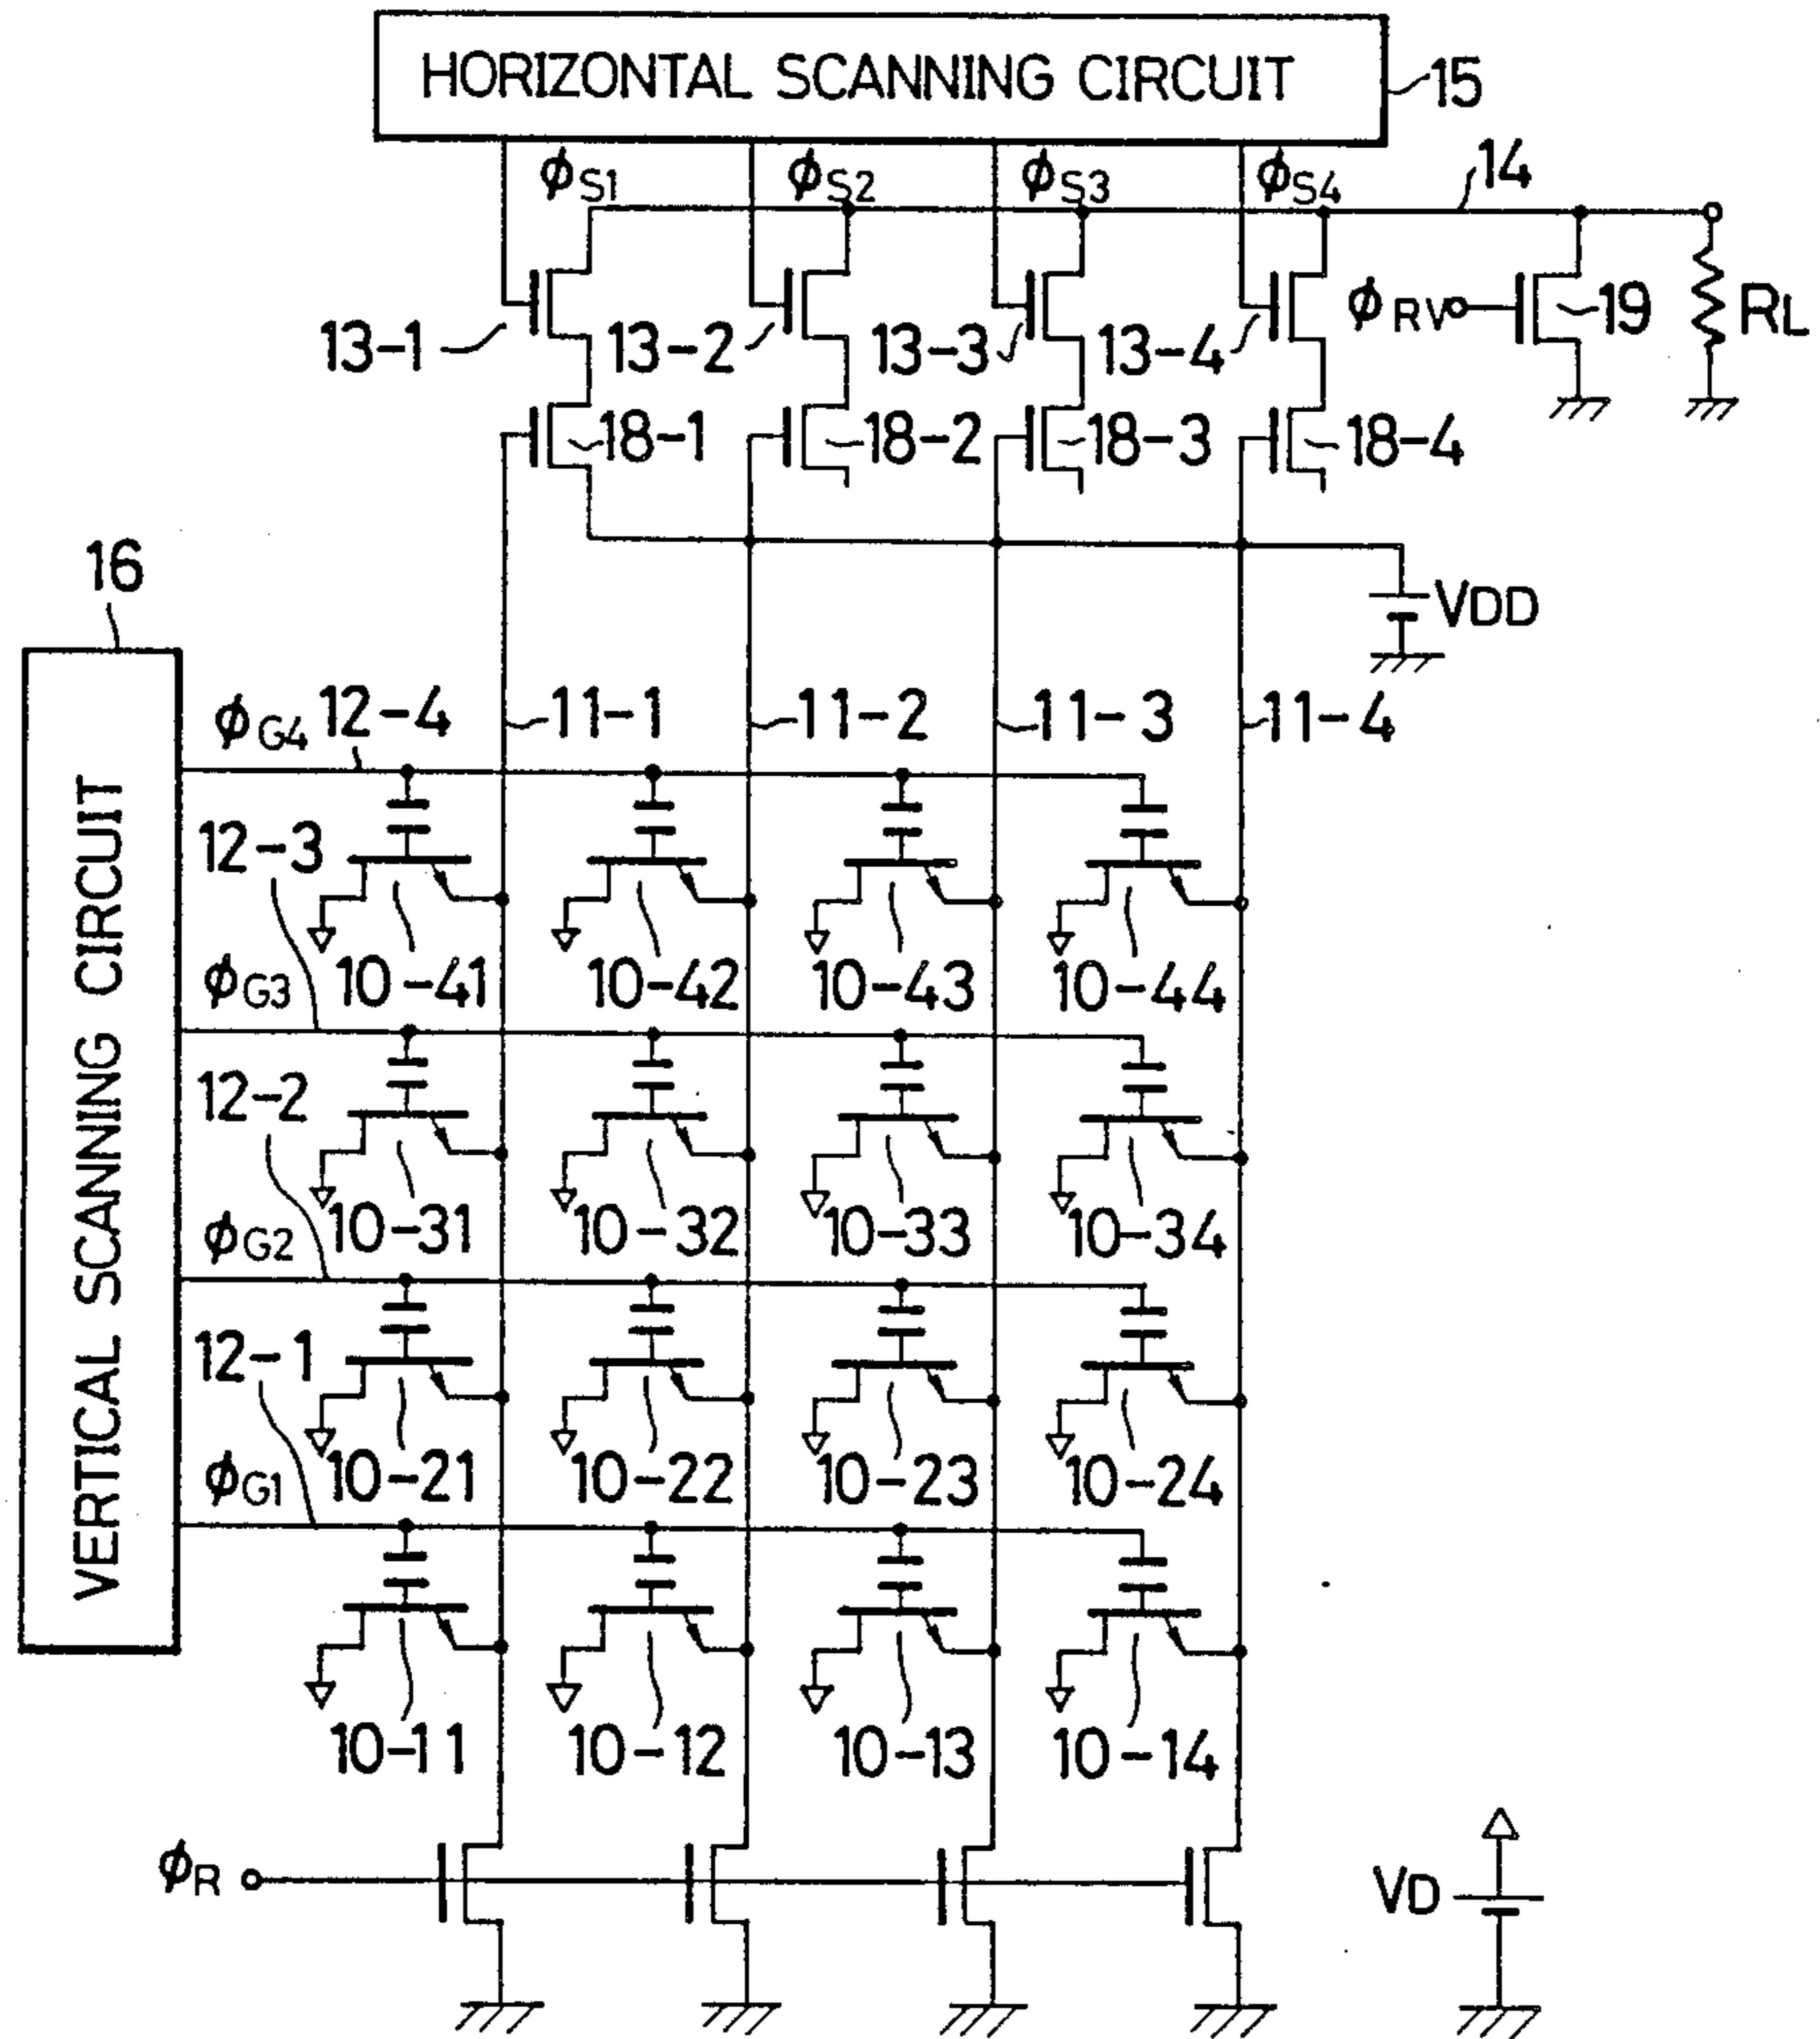 HORIZONTAL SCANNING CIRCUIT
15
ϕS1 ϕS2 ϕS3 ϕS4 14
13-1 13-2 13-3 13-4 ϕRV 19 RL
18-1 18-2 18-3 18-4
16
VDD
VERTICAL SCANNING CIRCUIT
ϕG4 12-4 11-1 11-2 11-3 11-4
12-3
ϕG3 10-41 10-42 10-43 10-44
12-2
ϕG2 10-31 10-32 10-33 10-34
12-1
ϕG1 10-21 10-22 10-23 10-24
10-11 10-12 10-13 10-14
ϕR VD